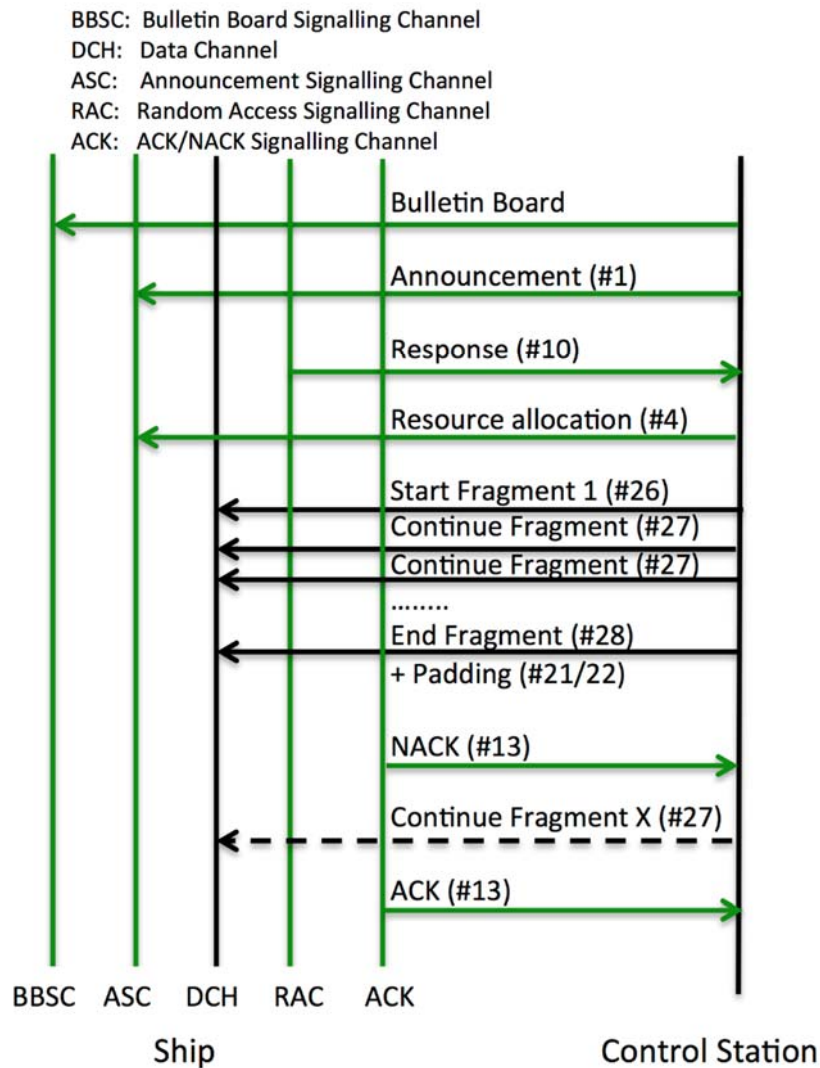 BBSC: Bulletin Board Signalling Channel
DCH: Data Channel
ASC: Announcement Signalling Channel
RAC: Random Access Signalling Channel
ACK: ACK/NACK Signalling Channel
Bulletin Board
Announcement (#1)
Response (#10)
Resource allocation (#4)
Start Fragment 1 (#26)
Continue Fragment (#27)
Continue Fragment (#27)
........
End Fragment (#28)
+ Padding (#21/22)
NACK (#13)
Continue Fragment X (#27)
ACK (#13)
BBSC ASC DCH RAC ACK
Ship Control Station